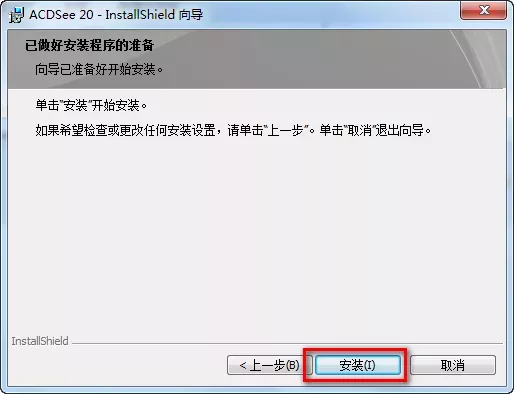 ACDSee 20 - InstallShield 向导
已做好安装程序的准备
向导已准备好开始安装。
单击“安装”开始安装。
如果希望检查或更改任何安装设置，请单击“上一步”。单击“取消”退出向导。
InstallShield
< 上一步(B)
安装(I)
取消